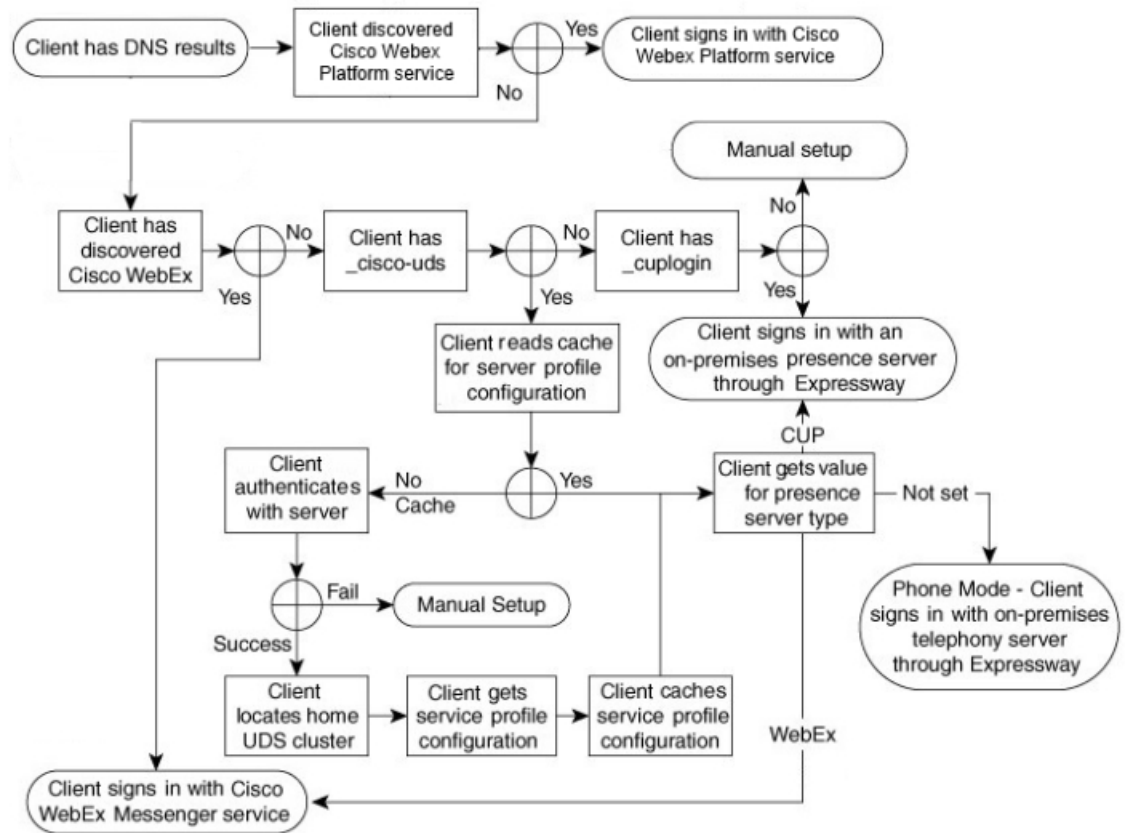 Client has DNS results
Client discovered
Cisco Webex
Platform service
Yes
Client signs in with Cisco
Webex Platform service
No
Manual setup
No
Client has
discovered
Cisco WebEx
No
Client has
_cisco-uds
No
Client has
_cuplogin
Yes
Yes
Yes
Client reads cache
for server profile
configuration
Client signs in with an
on-premises presence server
through Expressway
CUP
Client
authenticates
with server
No
Cache
Yes
Client gets value
for presence
server type
Not set
Fail
Manual Setup
Success
Phone Mode - Client
signs in with on-premises
telephony server
through Expressway
Client
locates home
UDS cluster
Client gets
service profile
configuration
Client caches
service profile
configuration
WebEx
Client signs in with Cisco
WebEx Messenger service